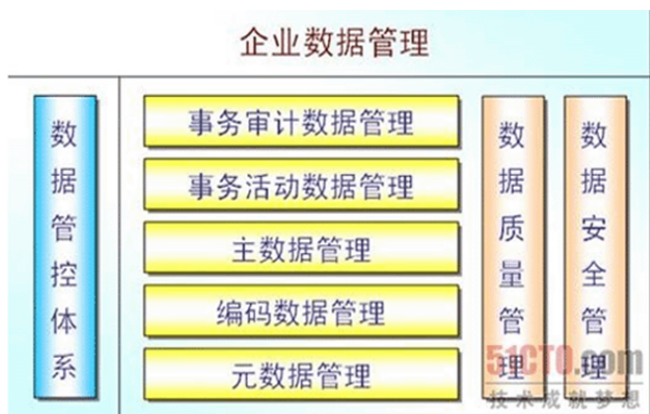 企业数据管理
数据管控体系
事务审计数据管理
事务活动数据管理
主数据管理
编码数据管理
元数据管理
数据质量管理
数据安全管理
51CTO.com
技术成就梦想